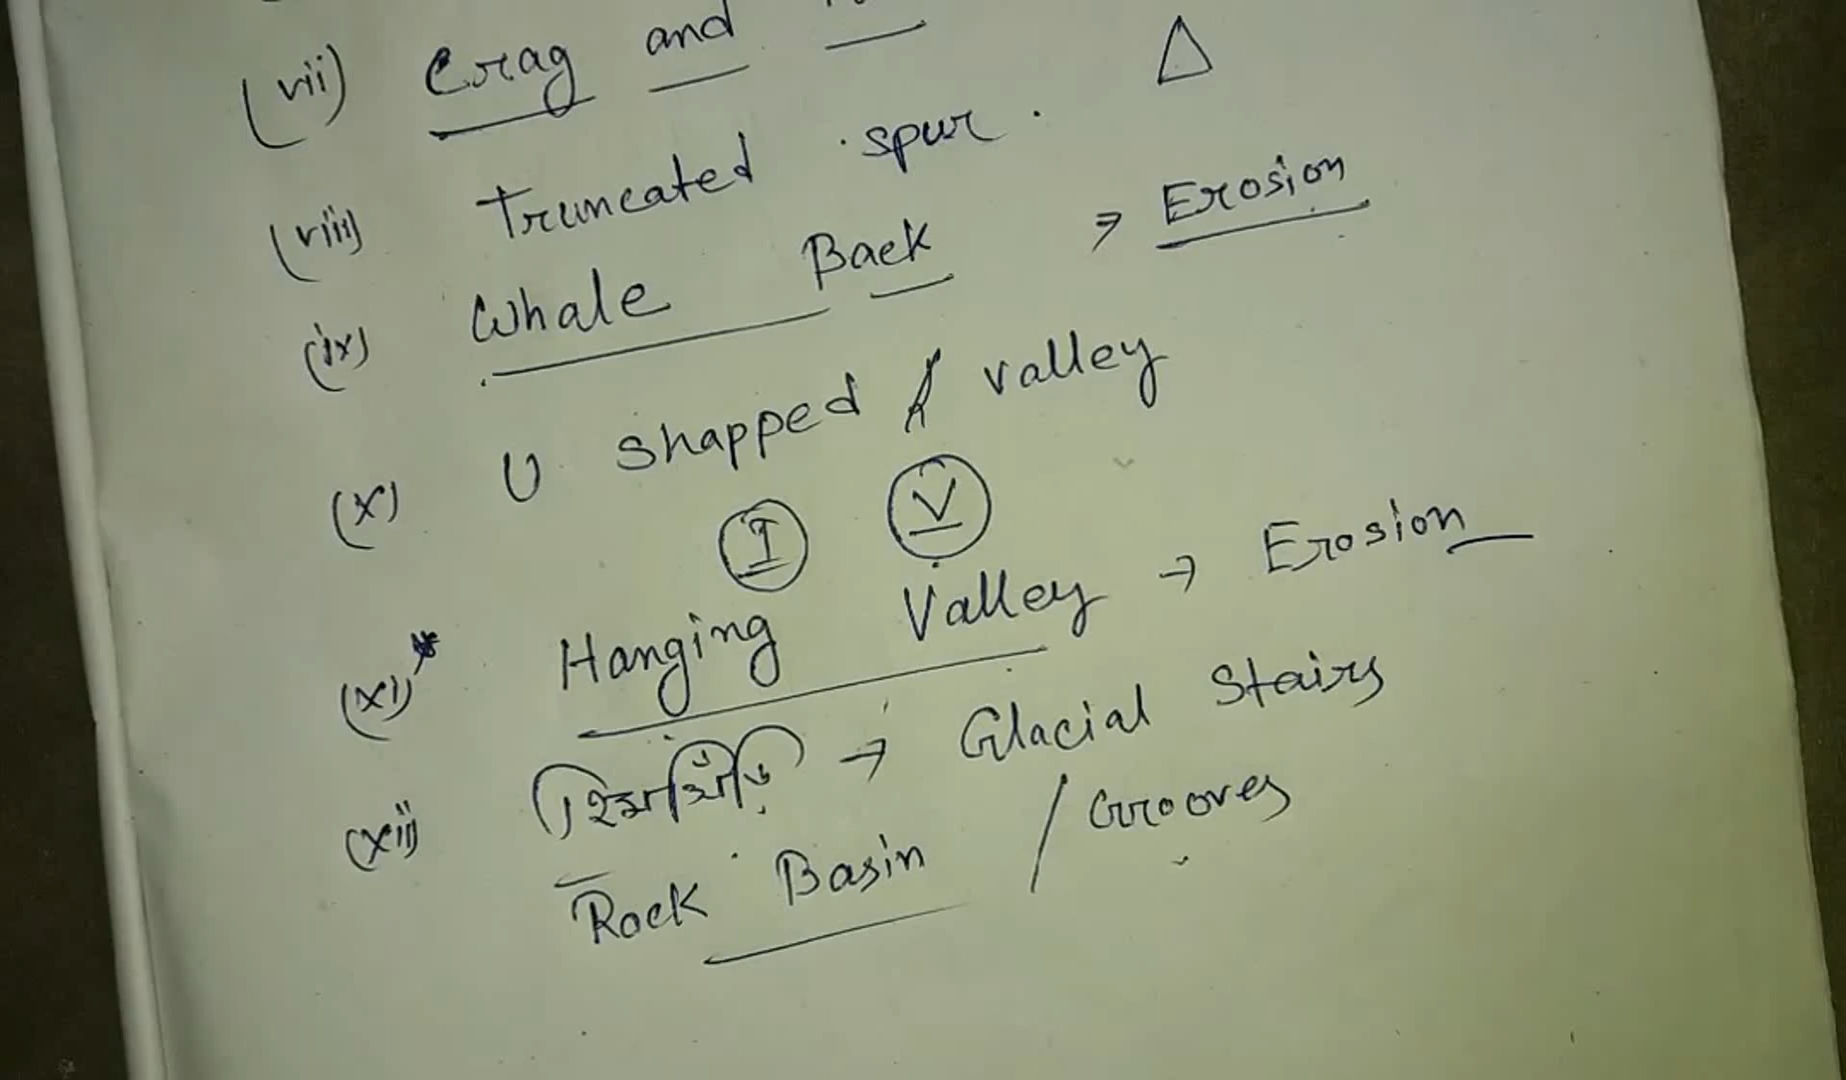 (vii) Crag and
(viii) Truncated spur.
(ix) Whale Back → Erosion
(x) U shapped valley
I V
(xi)* Hanging Valley → Erosion
(xii) হিমসিঁড়ি → Glacial Stairs
Rock Basin / Grooves